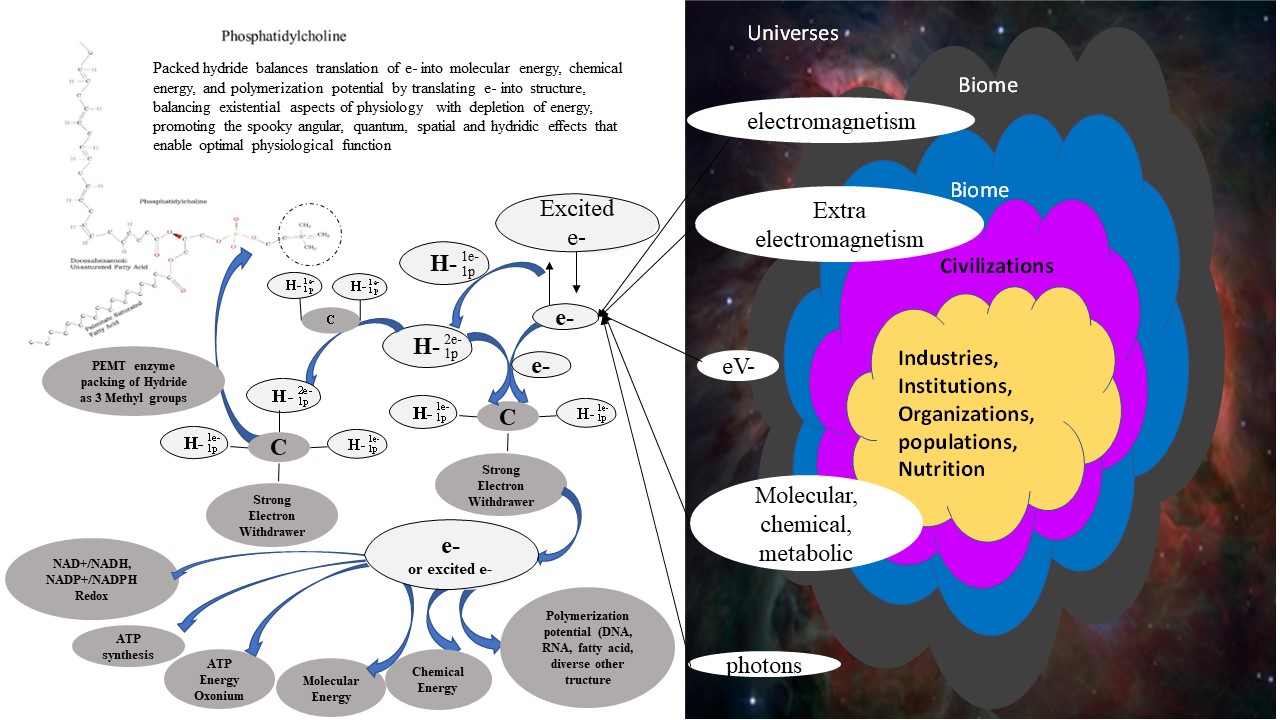 Phosphatidylcholine
Packed hydride balances translation of e- into molecular energy, chemical
energy, and polymerization potential by translating e- into structure,
balancing existential aspects of physiology with depletion of energy,
promoting the spooky angular, quantum, spatial and hydridic effects that
enable optimal physiological function
Phosphatidylcholine
Docosahexaenoic
Unsaturated Fatty Acid
Palmitate Saturated
Fatty Acid
Excited
e-
H- 1e-
1p
e-
H- 2e-
1p
e-
H- 1e-
1p
H- 1e-
1p
C
PEMT enzyme
packing of Hydride
as 3 Methyl groups
H- 2e-
1p
H- 1e-
1p
C
H- 1e-
1p
Strong
Electron
Withdrawer
H- 1e-
1p
C
H- 1e-
1p
Strong
Electron
Withdrawer
e-
or excited e-
NAD+/NADH,
NADP+/NADPH
Redox
ATP
synthesis
ATP
Energy
Oxonium
Molecular
Energy
Chemical
Energy
Polymerization
potential (DNA,
RNA, fatty acid,
diverse other
tructure
Universes
Biome
electromagnetism
Biome
Extra
electromagnetism
Civilizations
eV-
Industries,
Institutions,
Organizations,
populations,
Nutrition
Molecular,
chemical,
metabolic
photons